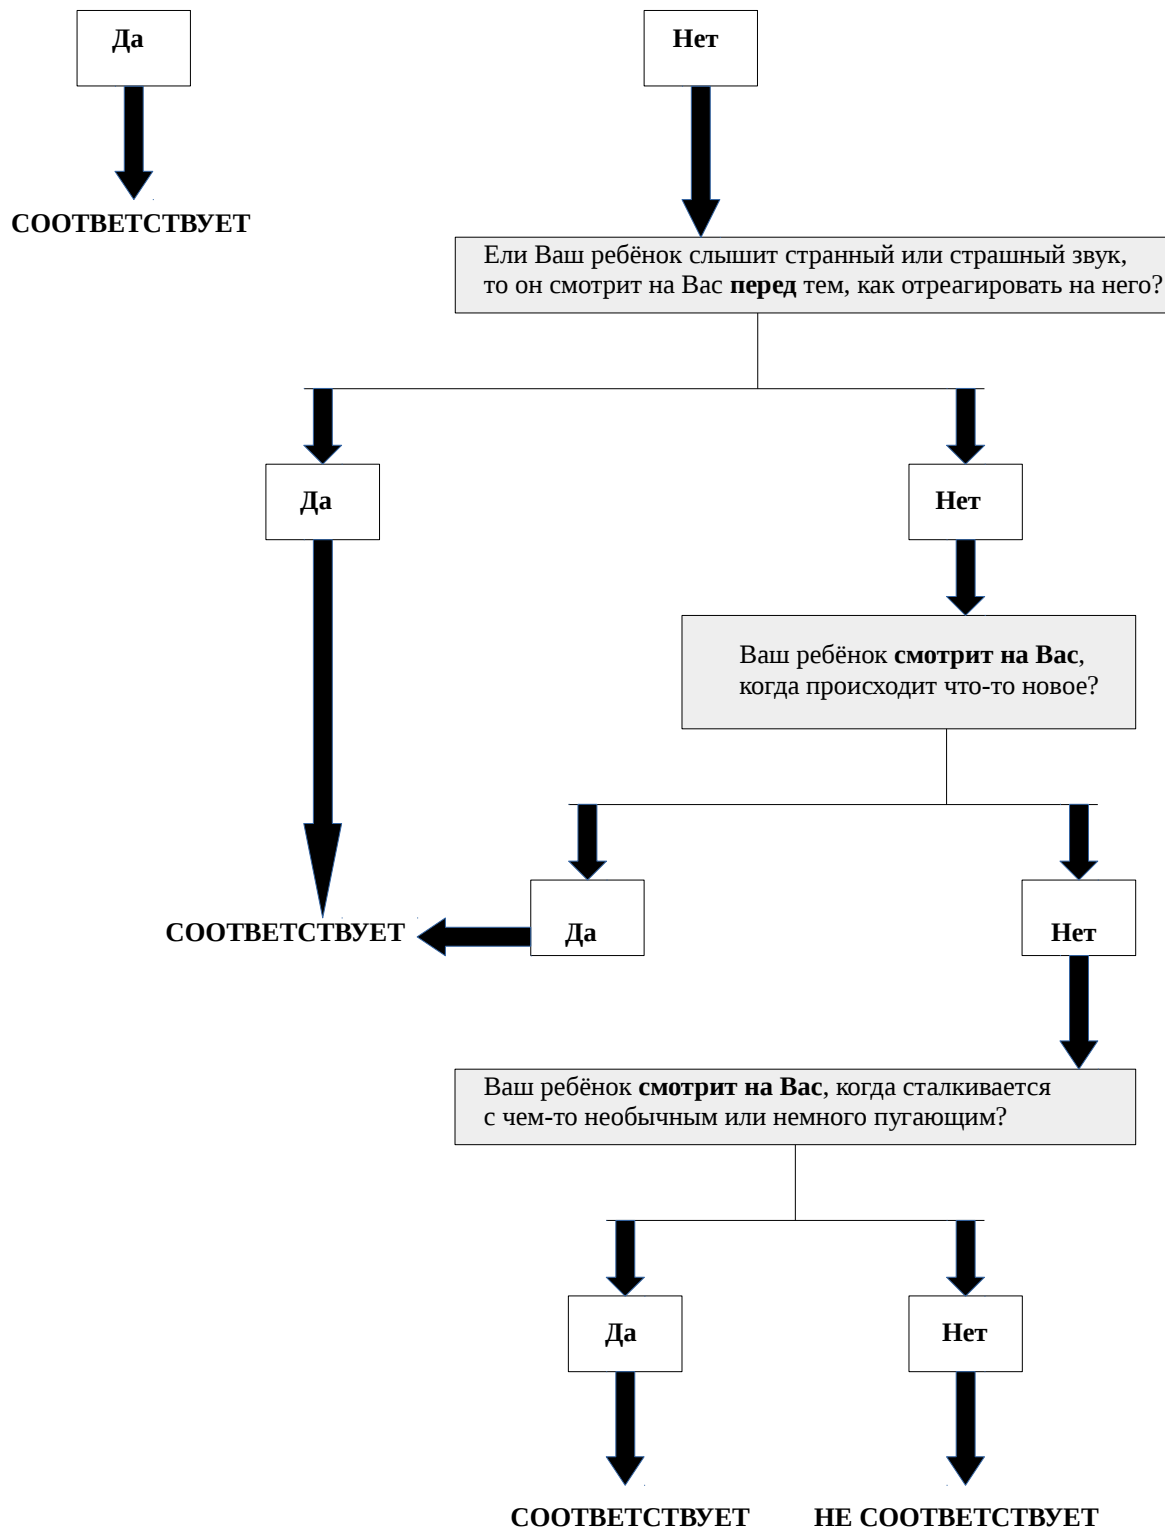 Да
Нет
СООТВЕТСТВУЕТ
Ели Ваш ребёнок слышит странный или страшный звук,
то он смотрит на Вас перед тем, как отреагировать на него?
Да
Нет
Ваш ребёнок смотрит на Вас,
когда происходит что-то новое?
СООТВЕТСТВУЕТ
Да
Нет
Ваш ребёнок смотрит на Вас, когда сталкивается
с чем-то необычным или немного пугающим?
Да
Нет
СООТВЕТСТВУЕТ
НЕ СООТВЕТСТВУЕТ